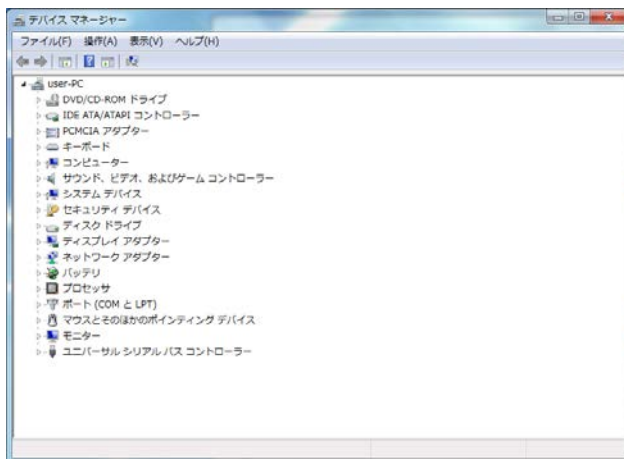 デバイス マネージャー
ファイル(F) 操作(A) 表示(V) ヘルプ(H)
user-PC
DVD/CD-ROM ドライブ
IDE ATA/ATAPI コントローラー
PCMCIA アダプター
キーボード
コンピューター
サウンド、ビデオ、およびゲーム コントローラー
システム デバイス
セキュリティ デバイス
ディスク ドライブ
ディスプレイ アダプター
ネットワーク アダプター
バッテリ
プロセッサ
ポート (COM と LPT)
マウスとそのほかのポインティング デバイス
モニター
ユニバーサル シリアル バス コントローラー